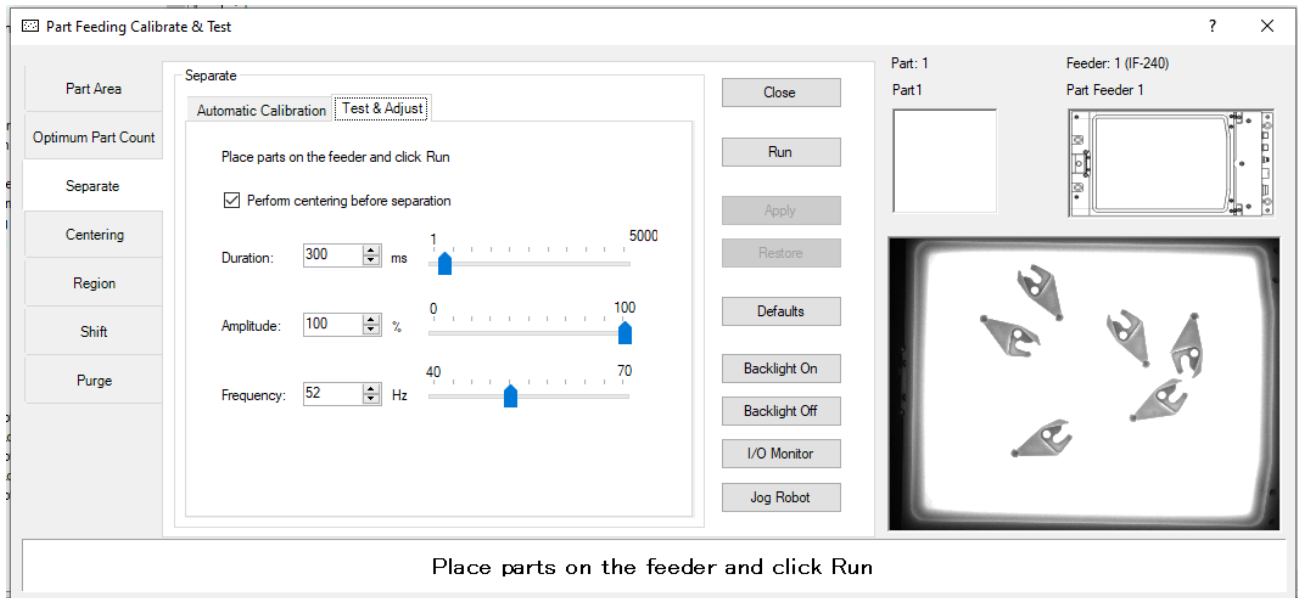 Part Feeding Calibrate & Test
?
Part Area
Optimum Part Count
Separate
Centering
Region
Shift
Purge
Separate
Automatic Calibration
Test & Adjust
Place parts on the feeder and click Run
Perform centering before separation
Duration: 300 ms 1 5000
Amplitude: 100 % 0 100
Frequency: 52 Hz 40 70
Close
Run
Apply
Restore
Defaults
Backlight On
Backlight Off
I/O Monitor
Jog Robot
Part: 1
Part1
Feeder: 1 (IF-240)
Part Feeder 1
Place parts on the feeder and click Run